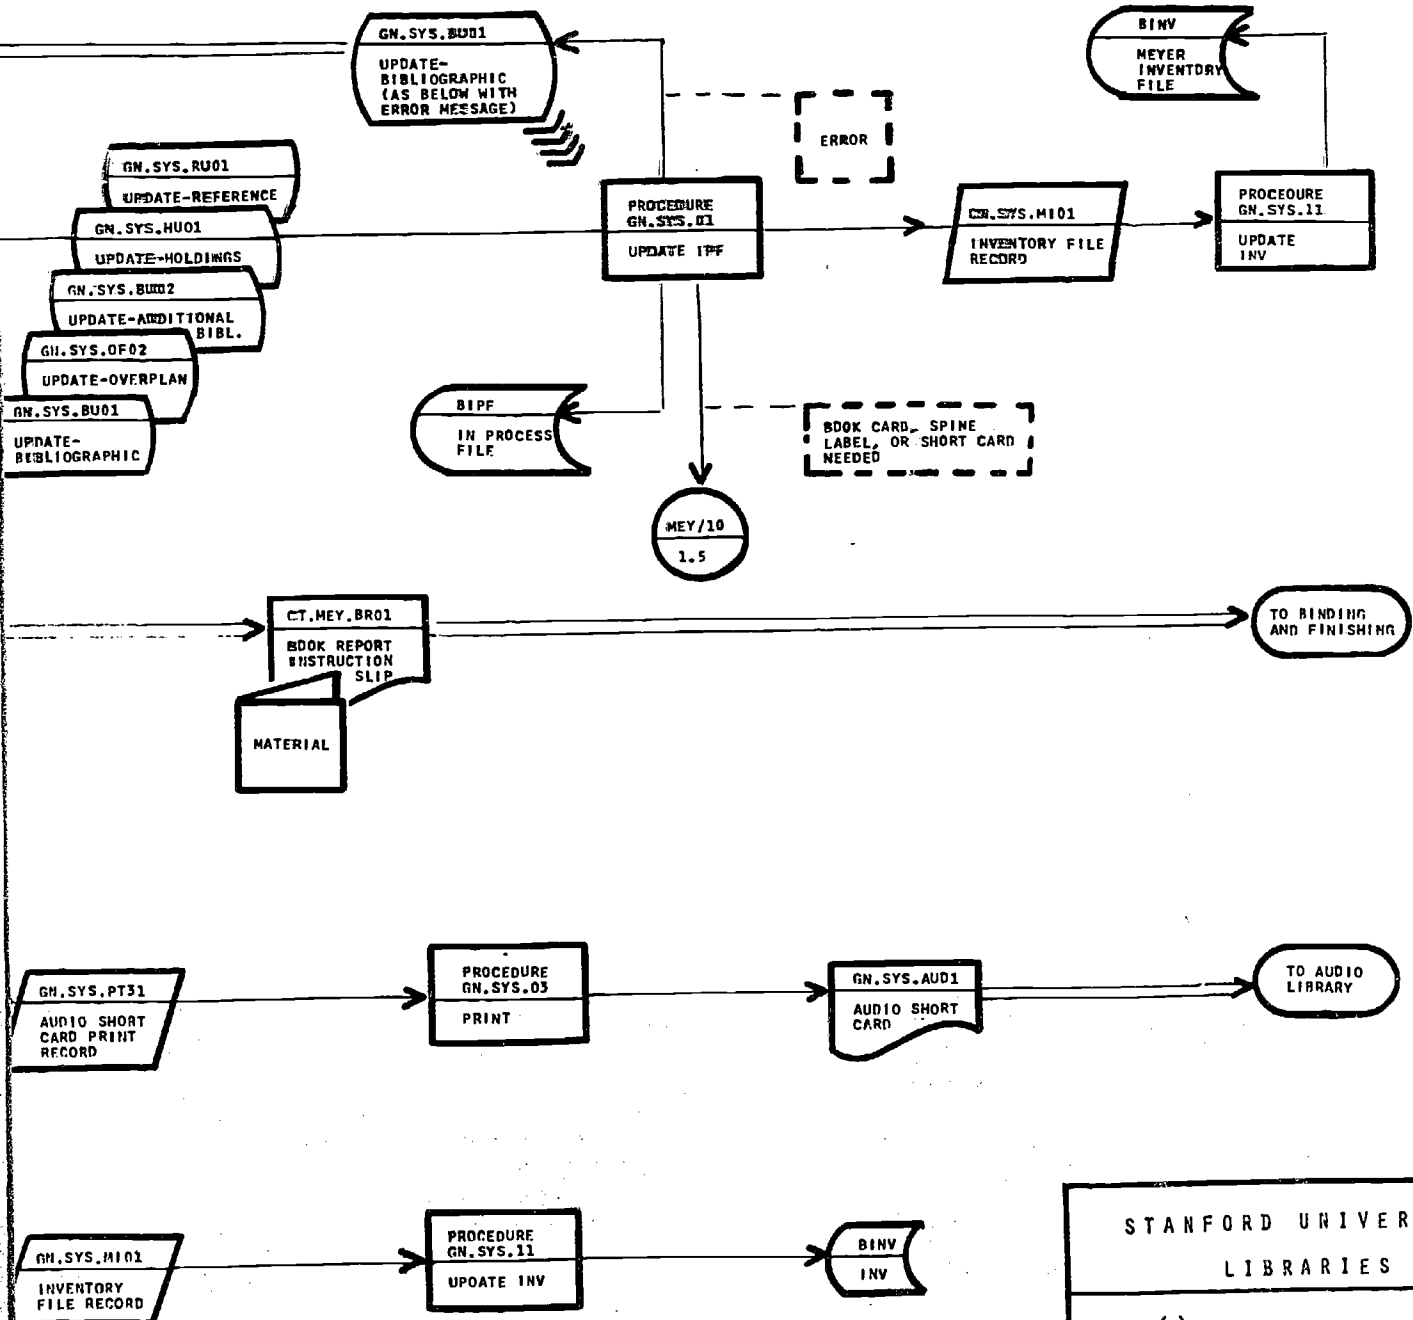 GN.SYS.BU01
UPDATE-
BIBLIOGRAPHIC
(AS BELOW WITH
ERROR MESSAGE)
BINV
MEYER
INVENTORY
FILE
ERROR
GN.SYS.RU01
UPDATE-REFERENCE
GN.SYS.HU01
UPDATE-HOLDINGS
GN.SYS.BU02
UPDATE-ADDITIONAL
BIBL.
GN.SYS.OF02
UPDATE-OVERPLAN
GN.SYS.BU01
UPDATE-
BIBLIOGRAPHIC
PROCEDURE
GN.SYS.01
UPDATE IPF
GN.SYS.MI01
INVENTORY FILE
RECORD
PROCEDURE
GN.SYS.11
UPDATE
INV
BIPF
IN PROCESS
FILE
BOOK CARD, SPINE
LABEL, OR SHORT CARD
NEEDED
MEY/10
1.5
CT.MEY.BR01
BOOK REPORT
INSTRUCTION
SLIP
MATERIAL
TO BINDING
AND FINISHING
GN.SYS.PT31
AUDIO SHORT
CARD PRINT
RECORD
PROCEDURE
GN.SYS.03
PRINT
GN.SYS.AUD1
AUDIO SHORT
CARD
TO AUDIO
LIBRARY
GN.SYS.MI01
INVENTORY
FILE RECORD
PROCEDURE
GN.SYS.11
UPDATE INV
BINV
INV
STANFORD UNIVER
LIBRARIES